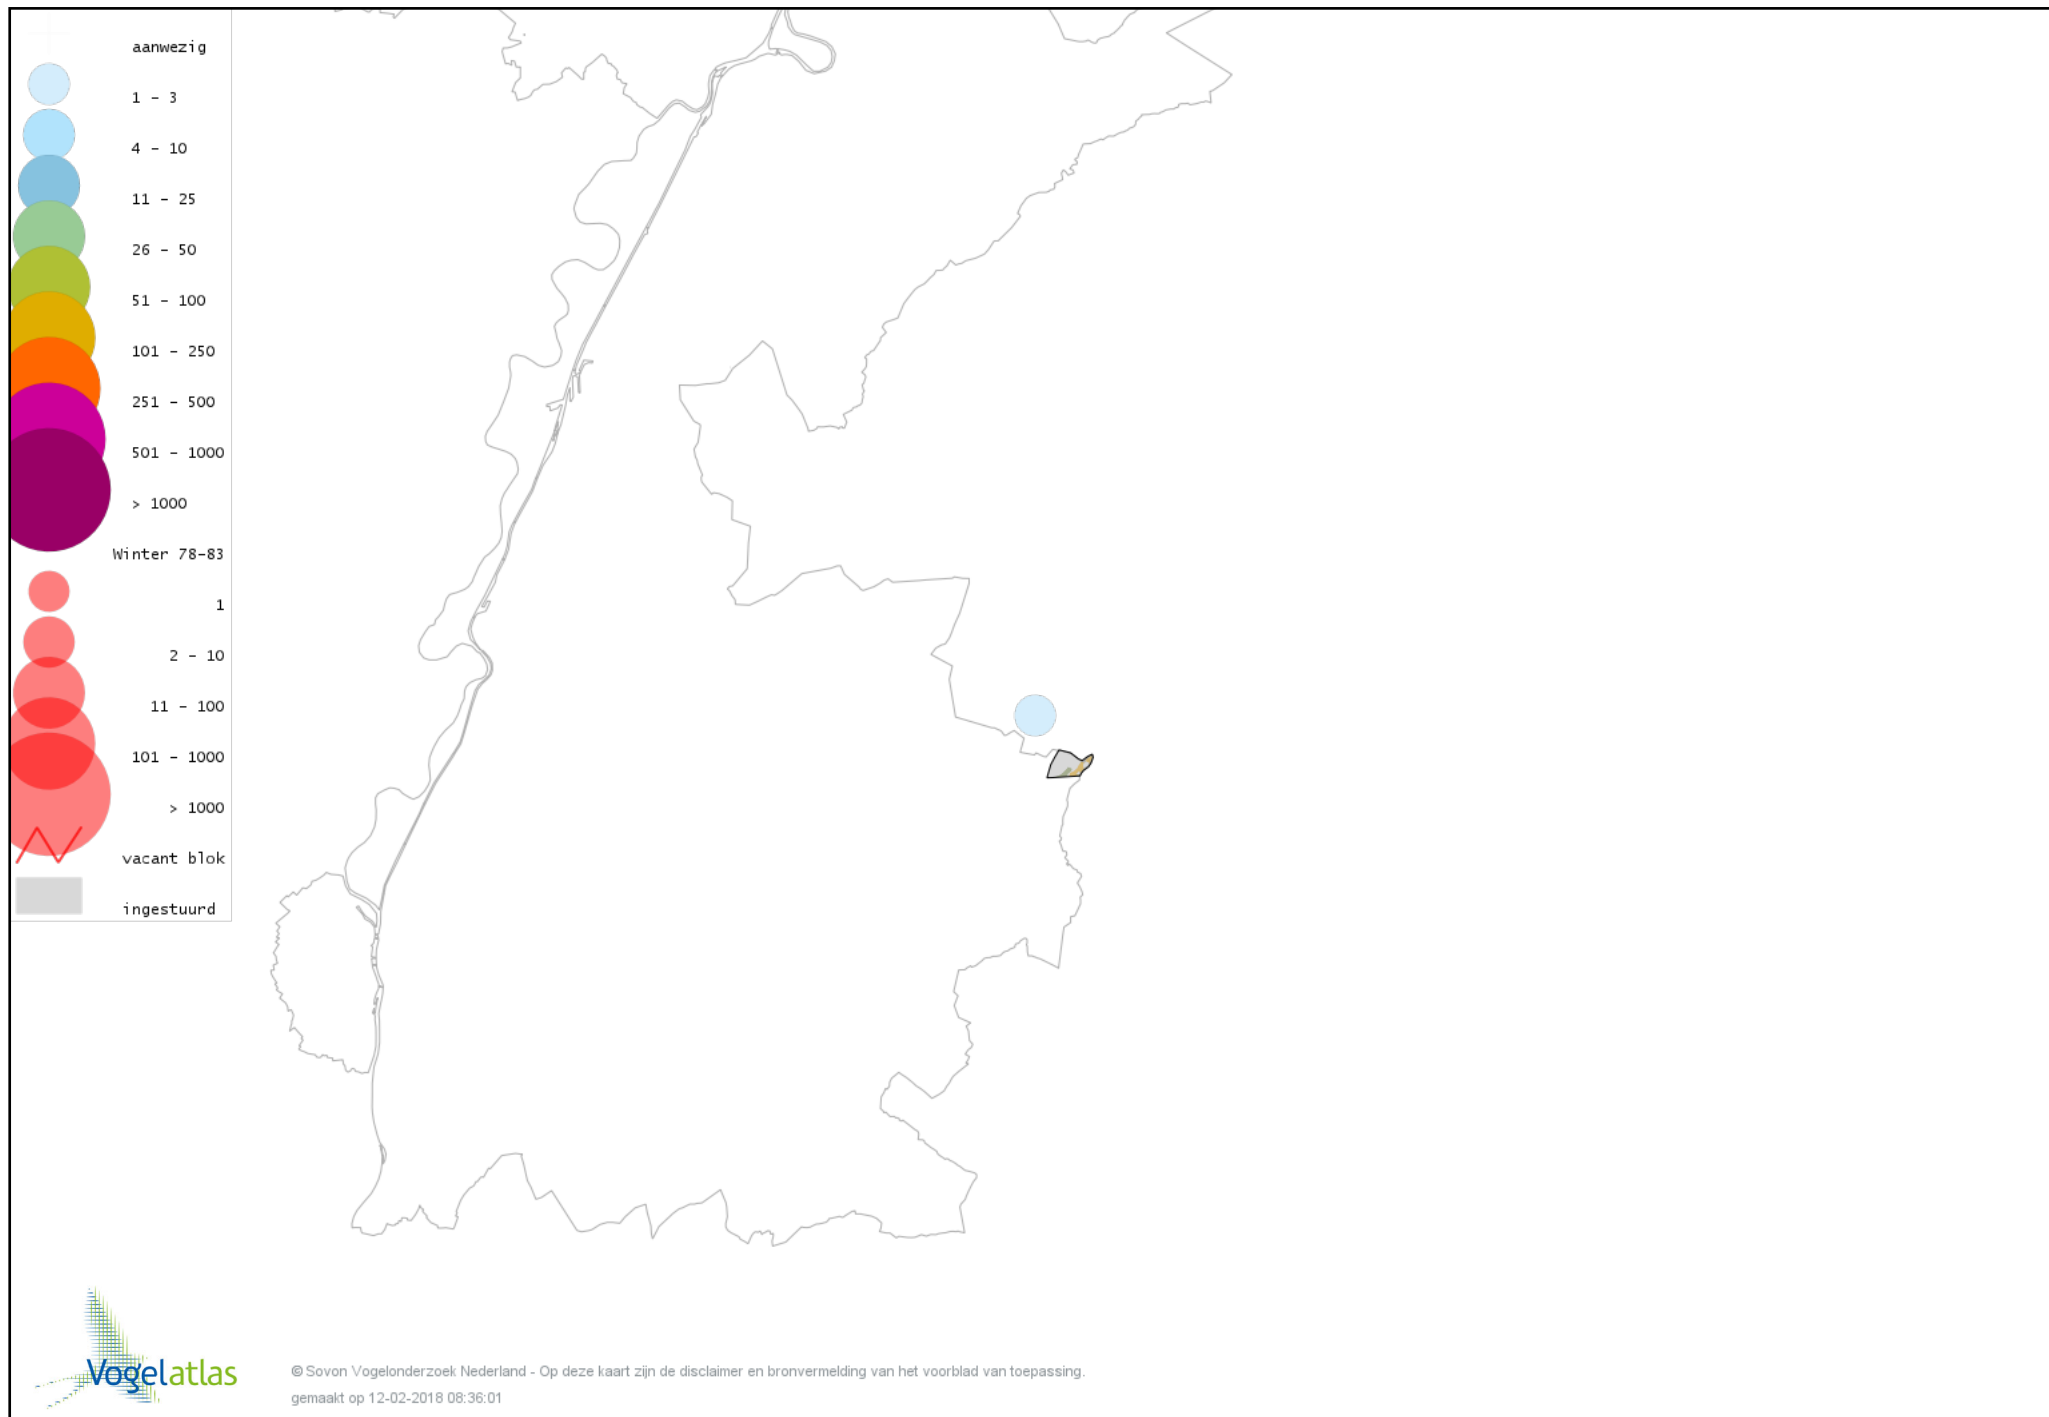 aanwezig
1 - 3
4 - 10
11 - 25
26 - 50
51 - 100
101 - 250
251 - 500
501 - 1000
> 1000
Winter 78-83
1
2 - 10
11 - 100
101 - 1000
> 1000
vacant blok
ingestuurd
Vogelatlas
© Sovon Vogelonderzoek Nederland - Op deze kaart zijn de disclaimer en bronvermelding van het voorblad van toepassing.
gemaakt op 12-02-2018 08:36:01